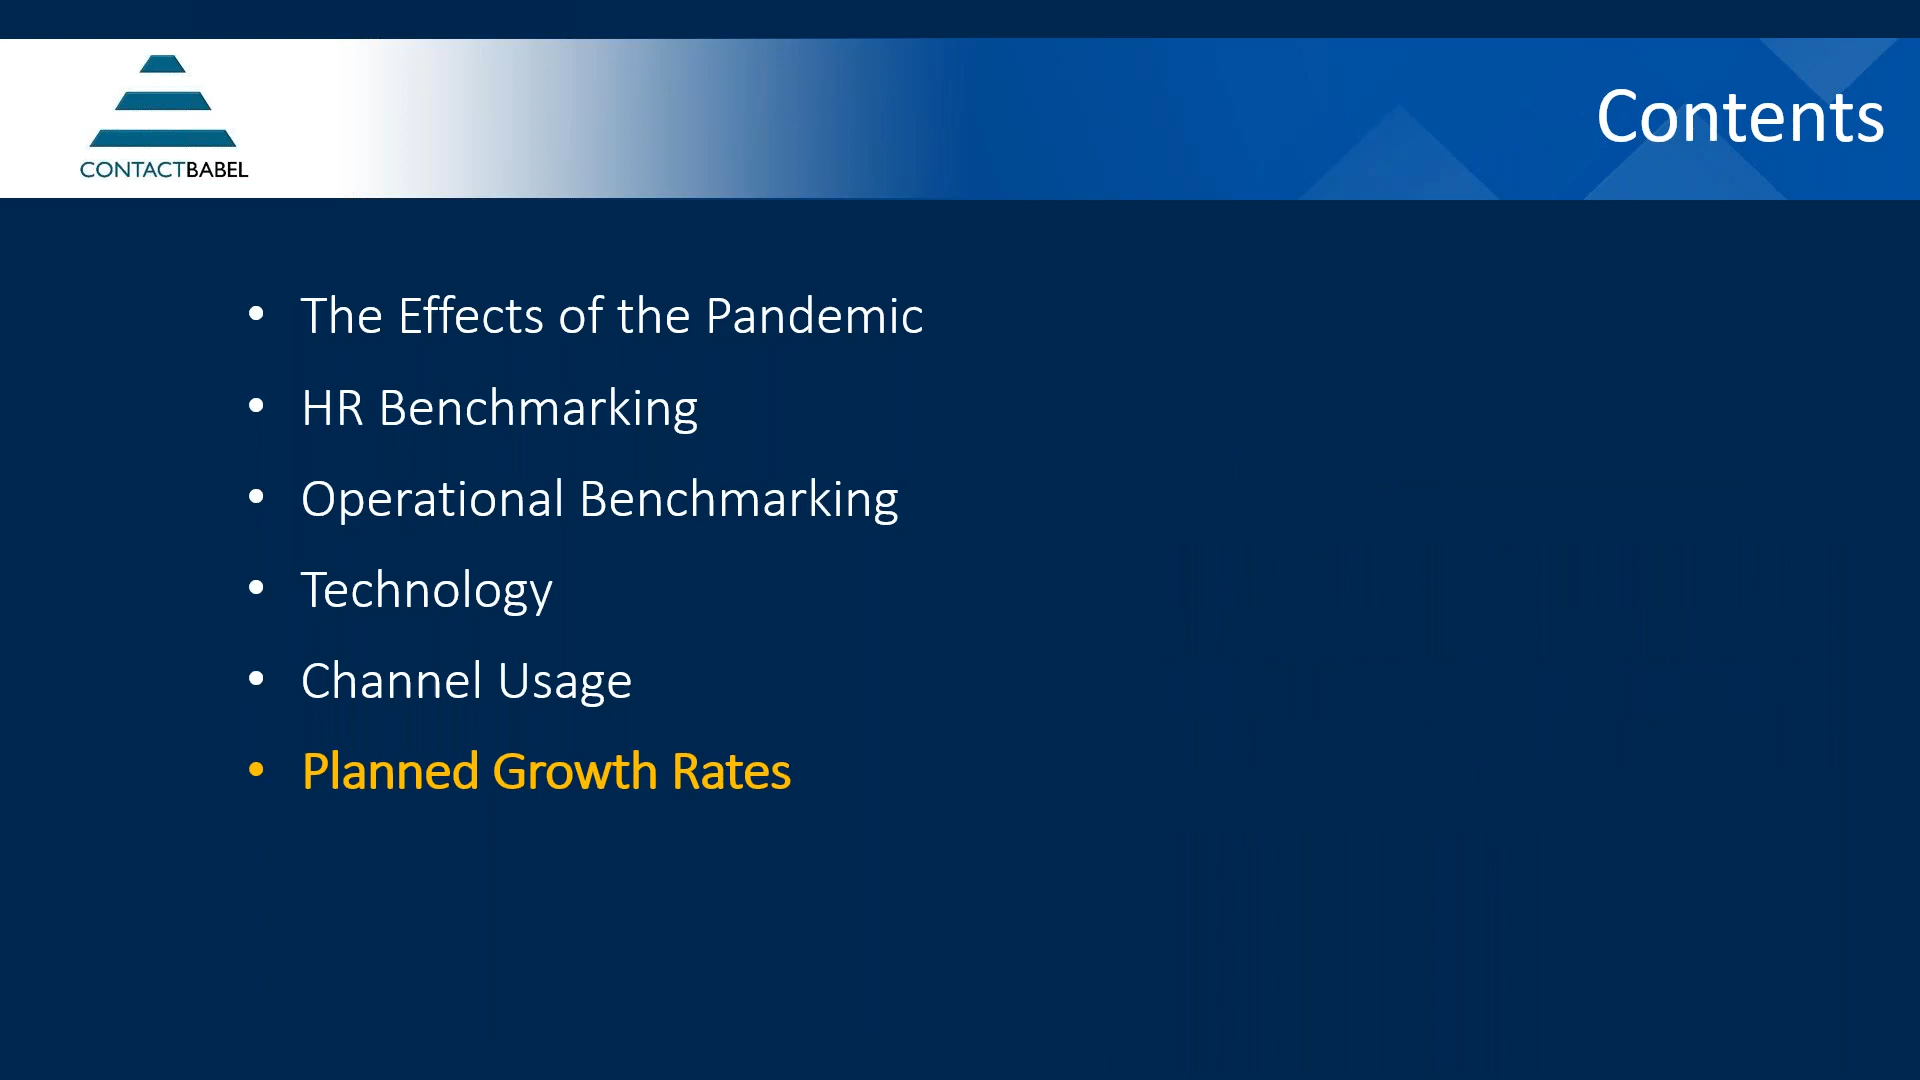 CONTACTBABEL
Contents
• The Effects of the Pandemic
• HR Benchmarking
• Operational Benchmarking
• Technology
• Channel Usage
• Planned Growth Rates